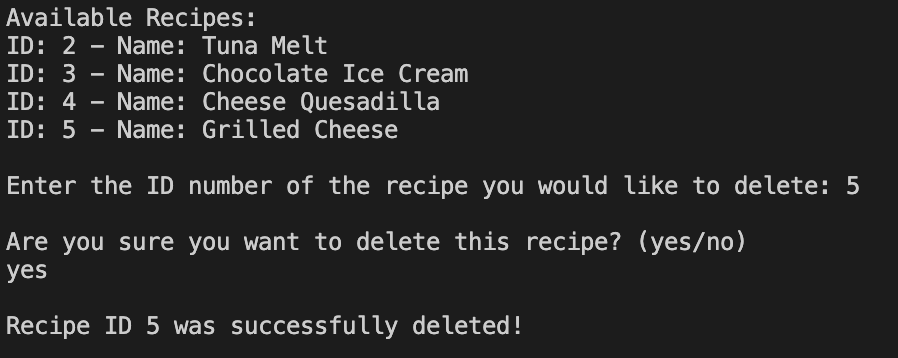 Available Recipes:
ID: 2 – Name: Tuna Melt
ID: 3 – Name: Chocolate Ice Cream
ID: 4 – Name: Cheese Quesadilla
ID: 5 – Name: Grilled Cheese
Enter the ID number of the recipe you would like to delete: 5
Are you sure you want to delete this recipe? (yes/no)
yes
Recipe ID 5 was successfully deleted!